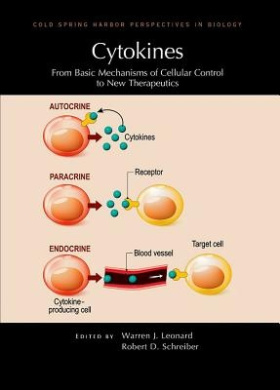 COLD SPRING HARBOR PERSPECTIVES IN BIOLOGY
Cytokines
From Basic Mechanisms of Cellular Control
to New Therapeutics
AUTOCRINE
Cytokines
PARACRINE
Receptor
ENDOCRINE
Blood vessel
Target cell
Cytokine-
producing cell
EDITED BY Warren J. Leonard
Robert D. Schreiber